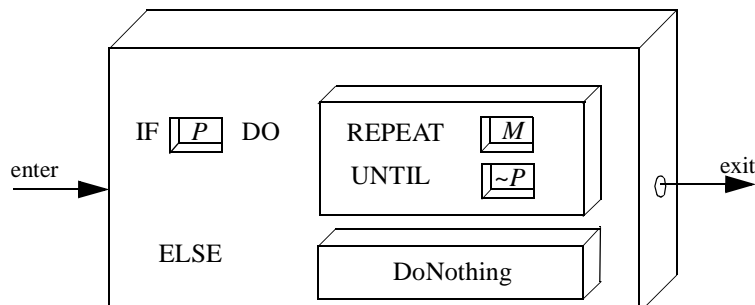 IF P DO
REPEAT M
UNTIL ~P
enter
exit
ELSE
DoNothing